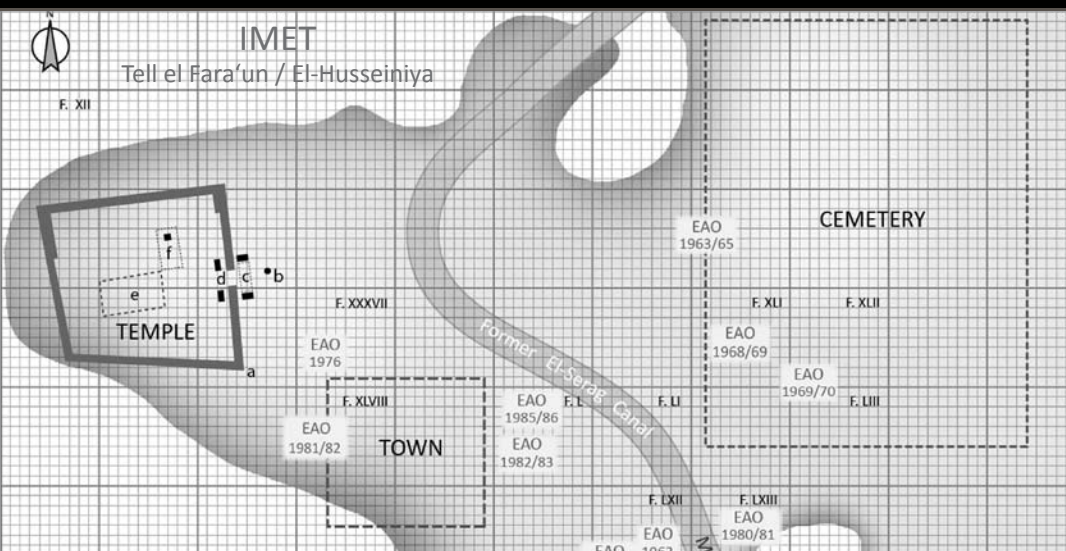 N
IMET
Tell el Fara‘un / El-Husseiniya
F. XII
CEMETERY
EAO
1963/65
f
d
c
b
e
TEMPLE
a
F. XXXVII
F. XLI
F. XLII
Former El-Serag Canal
EAO
1976
EAO
1968/69
EAO
1969/70
F. XLVIII
EAO
1985/86
F. L
F. LI
F. LIII
EAO
1981/82
TOWN
EAO
1982/83
F. LXII
F. LXIII
EAO
1980/81
EAO
EAO